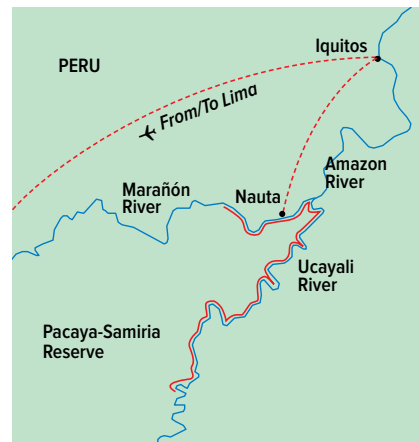 Iquitos
PERU
From/To Lima
Amazon
River
Marañón
River
Nauta
Ucayali
River
Pacaya-Samiria
Reserve